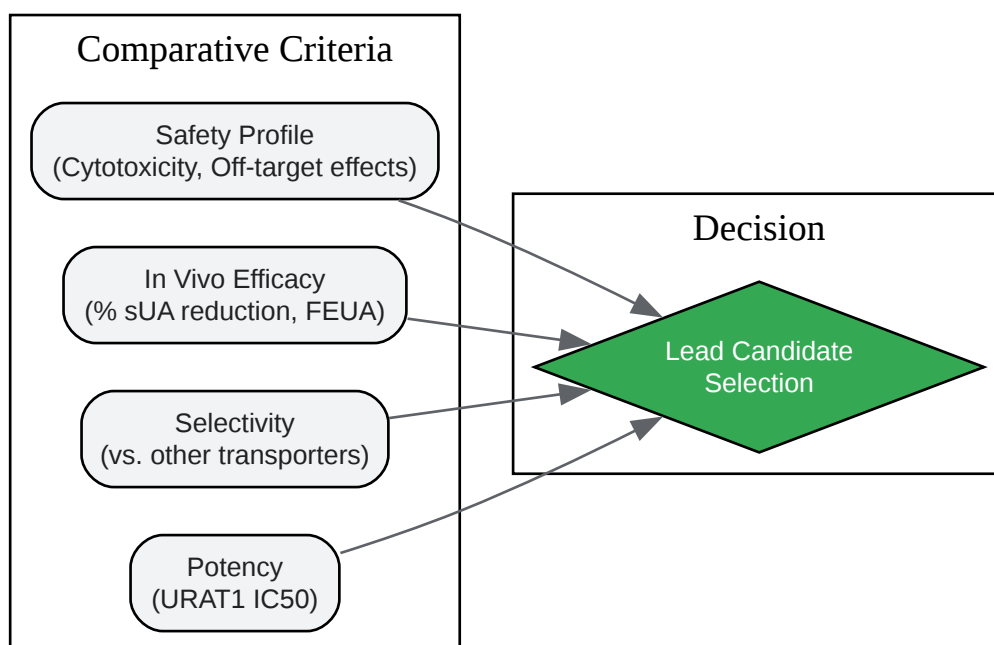 Comparative Criteria
Safety Profile
(Cytotoxicity, Off-target effects)
In Vivo Efficacy
(% sUA reduction, FEUA)
Selectivity
(vs. other transporters)
Potency
(URAT1 IC50)
Decision
Lead Candidate
Selection